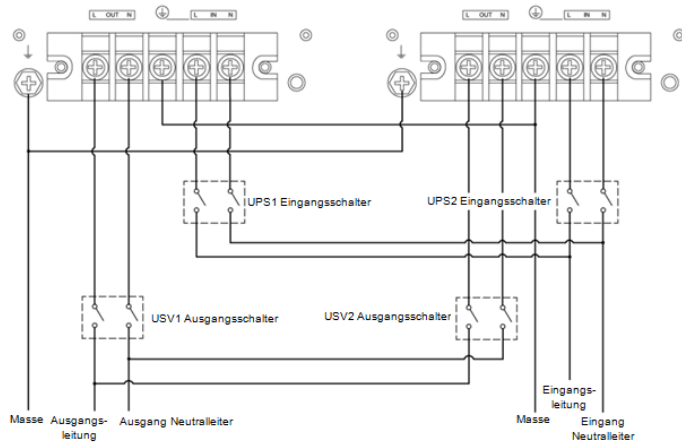 L OUT N L IN N
L OUT N L IN N
UPS1 Eingangsschalter
UPS2 Eingangsschalter
USV1 Ausgangsschalter
USV2 Ausgangsschalter
Masse
Ausgangs-
leitung
Ausgang Neutralleiter
Masse
Eingangs-
leitung
Eingang
Neutralleiter